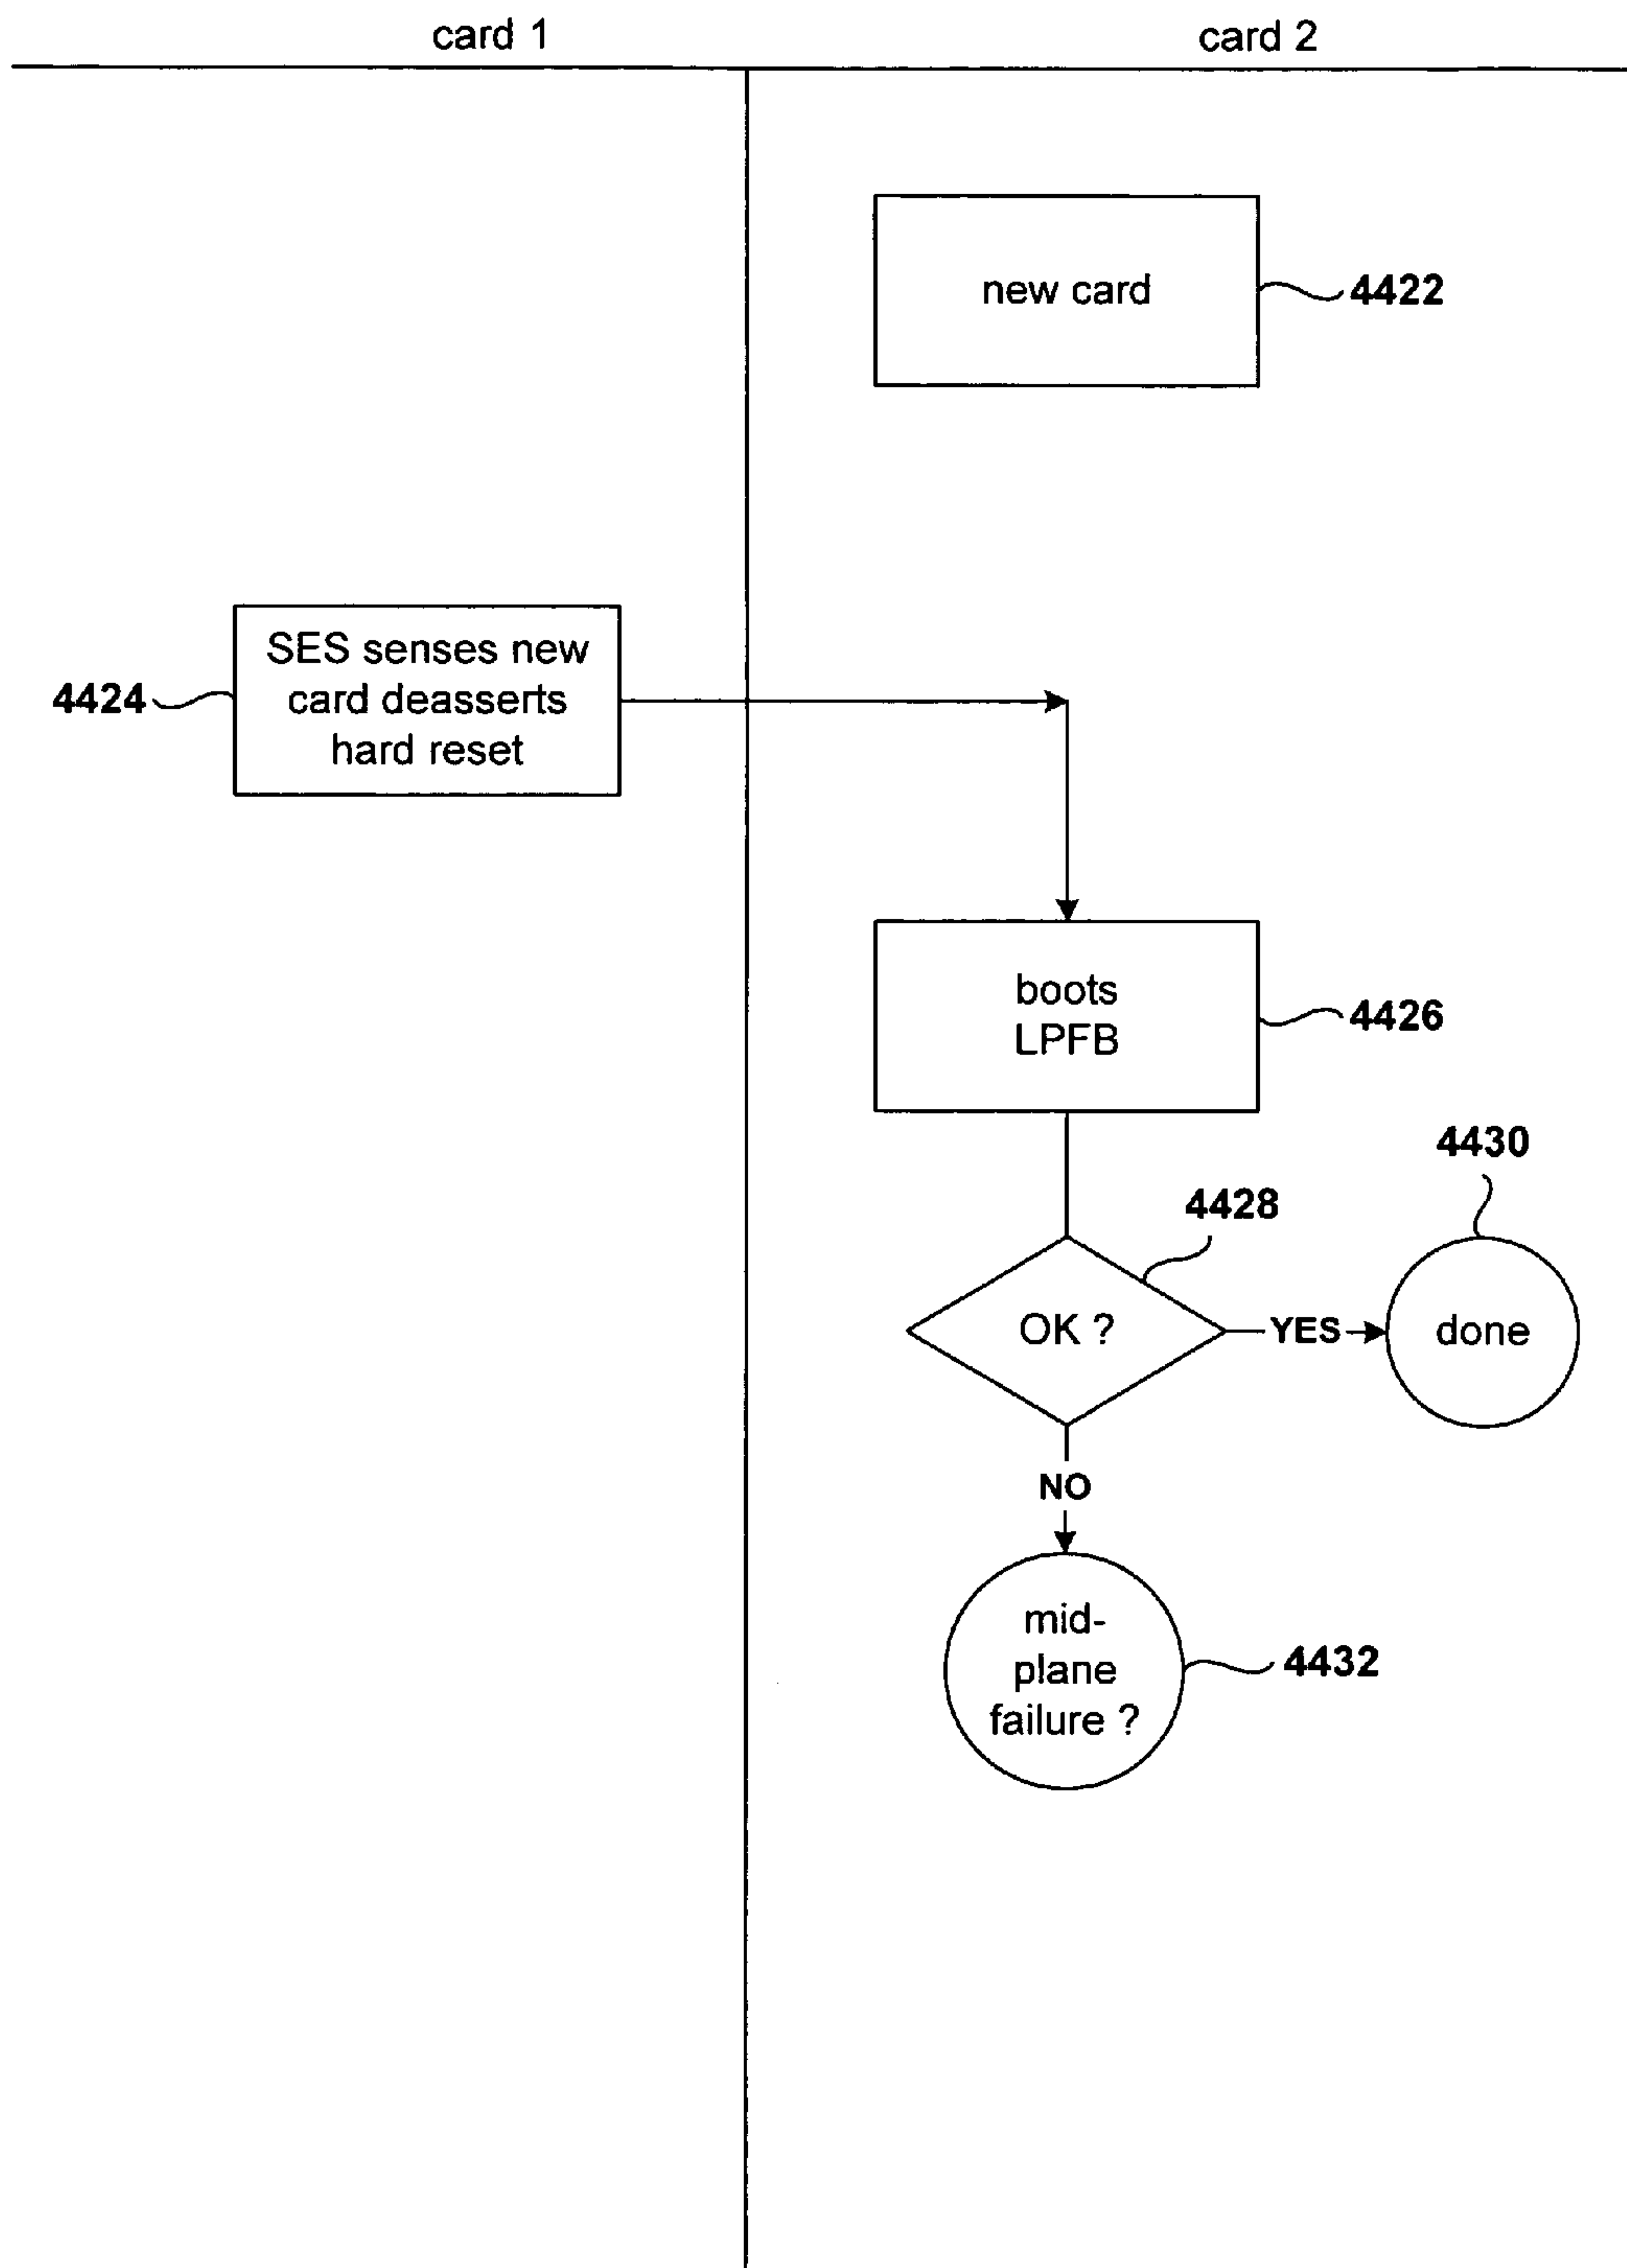 card 1
card 2
new card
4422
SES senses new
card deasserts
hard reset
4424
boots
LPFB
4426
4430
4428
OK ?
YES
done
NO
mid-
plane
failure ?
4432